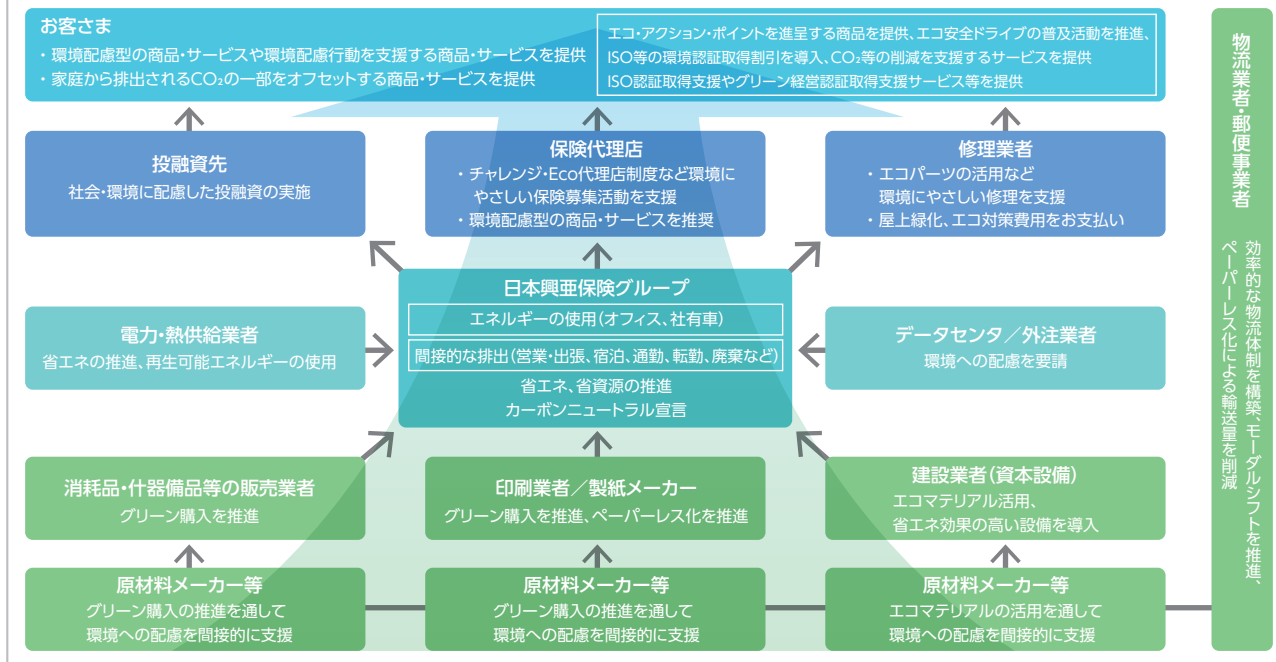 お客さま
・環境配慮型の商品・サービスや環境配慮行動を支援する商品・サービスを提供
・家庭から排出されるCO₂の一部をオフセットする商品・サービスを提供
エコ・アクション・ポイントを進呈する商品を提供、エコ安全ドライブの普及活動を推進、
ISO等の環境認証取得割引を導入、CO₂等の削減を支援するサービスを提供
ISO認証取得支援やグリーン経営認証取得支援サービス等を提供
投融資先
社会・環境に配慮した投融資の実施
保険代理店
・チャレンジ・Eco代理店制度など環境に
やさしい保険募集活動を支援
・環境配慮型の商品・サービスを推奨
修理業者
・エコパーツの活用など
環境にやさしい修理を支援
・屋上緑化、エコ対策費用をお支払い
日本興亜保険グループ
エネルギーの使用(オフィス、社有車)
間接的な排出(営業・出張、宿泊、通勤、転勤、廃棄など)
省エネ、省資源の推進
カーボンニュートラル宣言
電力・熱供給業者
省エネの推進、再生可能エネルギーの使用
データセンタ／外注業者
環境への配慮を要請
消耗品・什器備品等の販売業者
グリーン購入を推進
印刷業者／製紙メーカー
グリーン購入を推進、ペーパーレス化を推進
建設業者(資本設備)
エコマテリアル活用、
省エネ効果の高い設備を導入
原材料メーカー等
グリーン購入の推進を通して
環境への配慮を間接的に支援
原材料メーカー等
グリーン購入の推進を通して
環境への配慮を間接的に支援
原材料メーカー等
エコマテリアルの活用を通して
環境への配慮を間接的に支援
物流業者・郵便事業者
効率的な物流体制を構築、モーダルシフトを推進、
ペーパーレス化による輸送量を削減